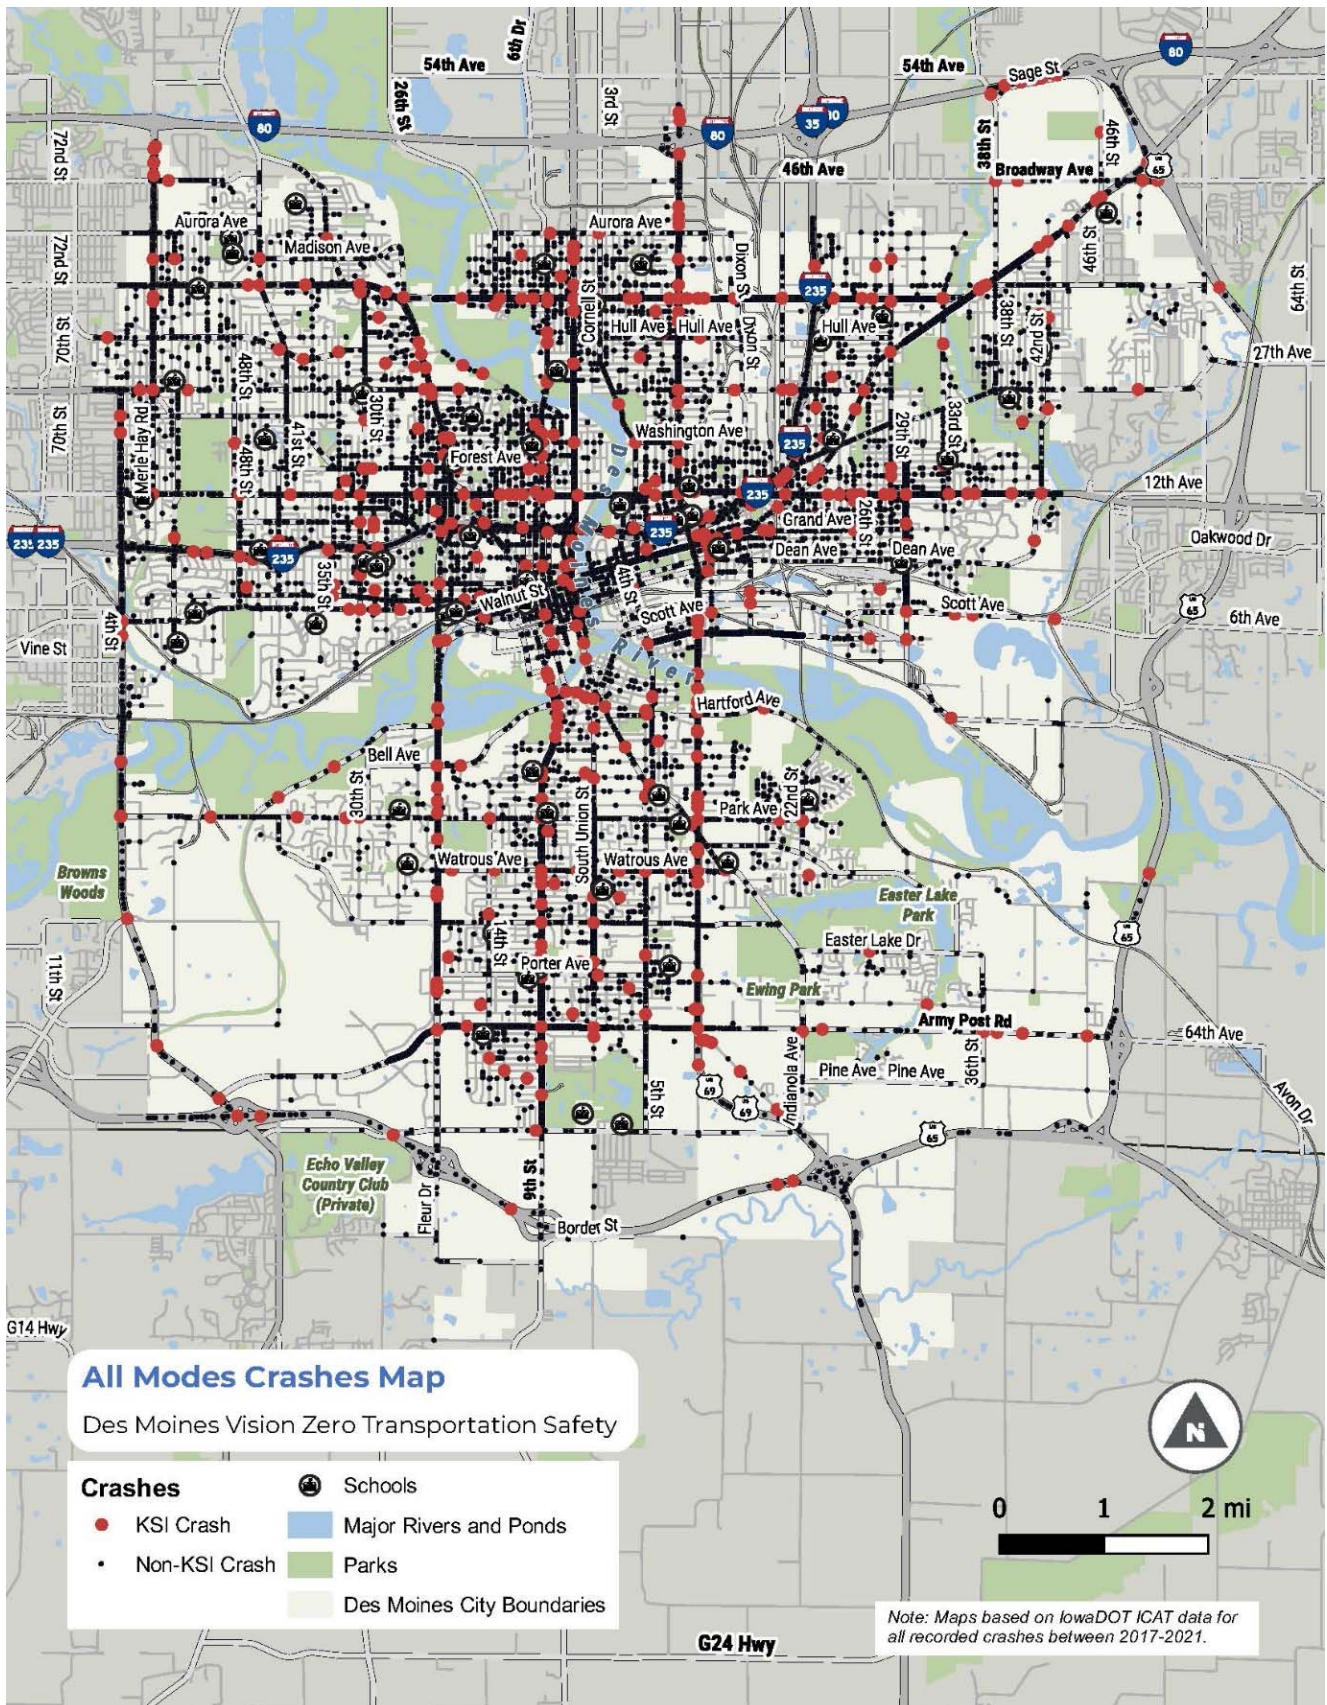 6th Dr
80
54th Ave
54th Ave
Sage St
26th St
3rd St
80
35
80
38th St
46th St
72nd St
46th Ave
Broadway Ave
US
65
Aurora Ave
Aurora Ave
72nd St
Madison Ave
Dixon St
46th St
64th St
235
Cornell St
70th St
Hull Ave
Hull Ave
Dixon St
Hull Ave
38th St
42nd St
27th Ave
48th St
30th St
70th St
Merle Hay Rd
41st St
Washington Ave
29th St
33rd St
235
Forest Ave
48th St
Des Moines River
235
12th Ave
26th St
Grand Ave
235
235
235
235
Dean Ave
Dean Ave
Oakwood Dr
35th St
4th St
Walnut St
Scott Ave
Scott Ave
US
65
4th St
6th Ave
Vine St
Hartford Ave
Bell Ave
30th St
South Union St
22nd St
Park Ave
Watrous Ave
Watrous Ave
Browns
Woods
Easter Lake
Park
US
65
14th St
Easter Lake Dr
Porter Ave
11th St
Ewing Park
Army Post Rd
64th Ave
36th St
Pine Ave
Pine Ave
Indianola Ave
5th St
US
69
US
69
Avon Dr
US
65
Echo Valley
Country Club
(Private)
9th St
Fleur Dr
Border St
G14 Hwy
All Modes Crashes Map
Des Moines Vision Zero Transportation Safety
N
Crashes
KSI Crash
Non-KSI Crash
Schools
Major Rivers and Ponds
Parks
Des Moines City Boundaries
0 1 2 mi
Note: Maps based on IowaDOT ICAT data for
all recorded crashes between 2017-2021.
G24 Hwy